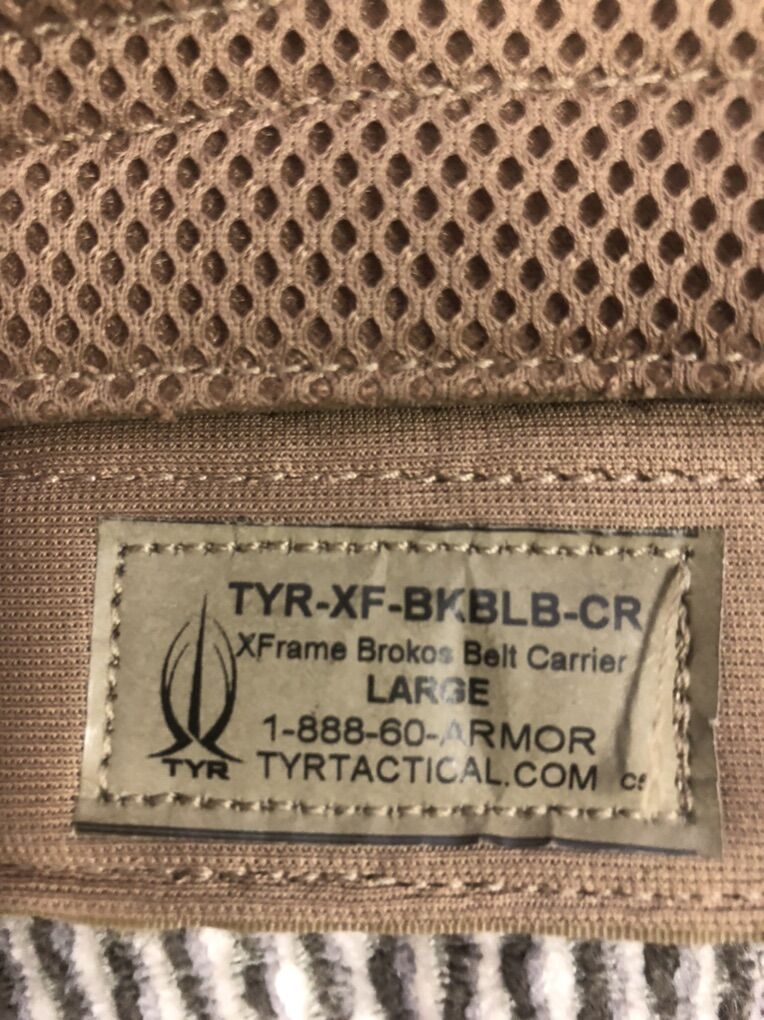 TYR-XF-BKBLB-CR
XFrame Brokos Belt Carrier
LARGE
1-888-60-ARMOR
TYR TYRTACTICAL.COM